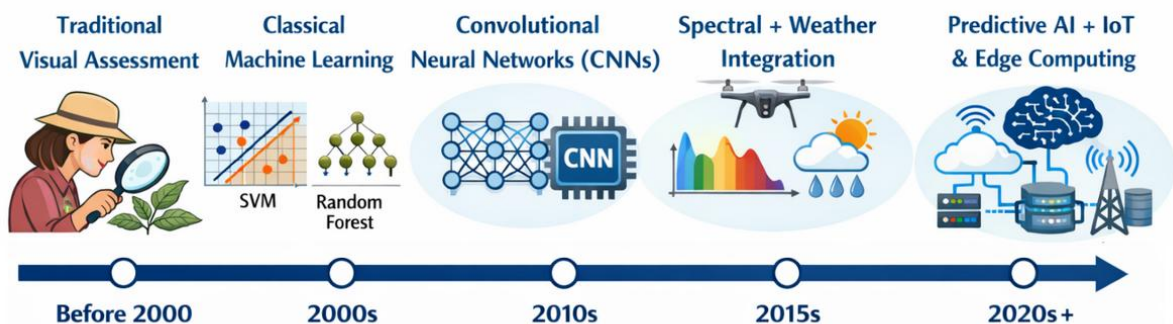 Traditional
Visual Assessment
Classical
Machine Learning
Convolutional
Neural Networks (CNNs)
Spectral + Weather
Integration
Predictive AI + IoT
& Edge Computing
SVM
Random
Forest
CNN
Before 2000
2000s
2010s
2015s
2020s+